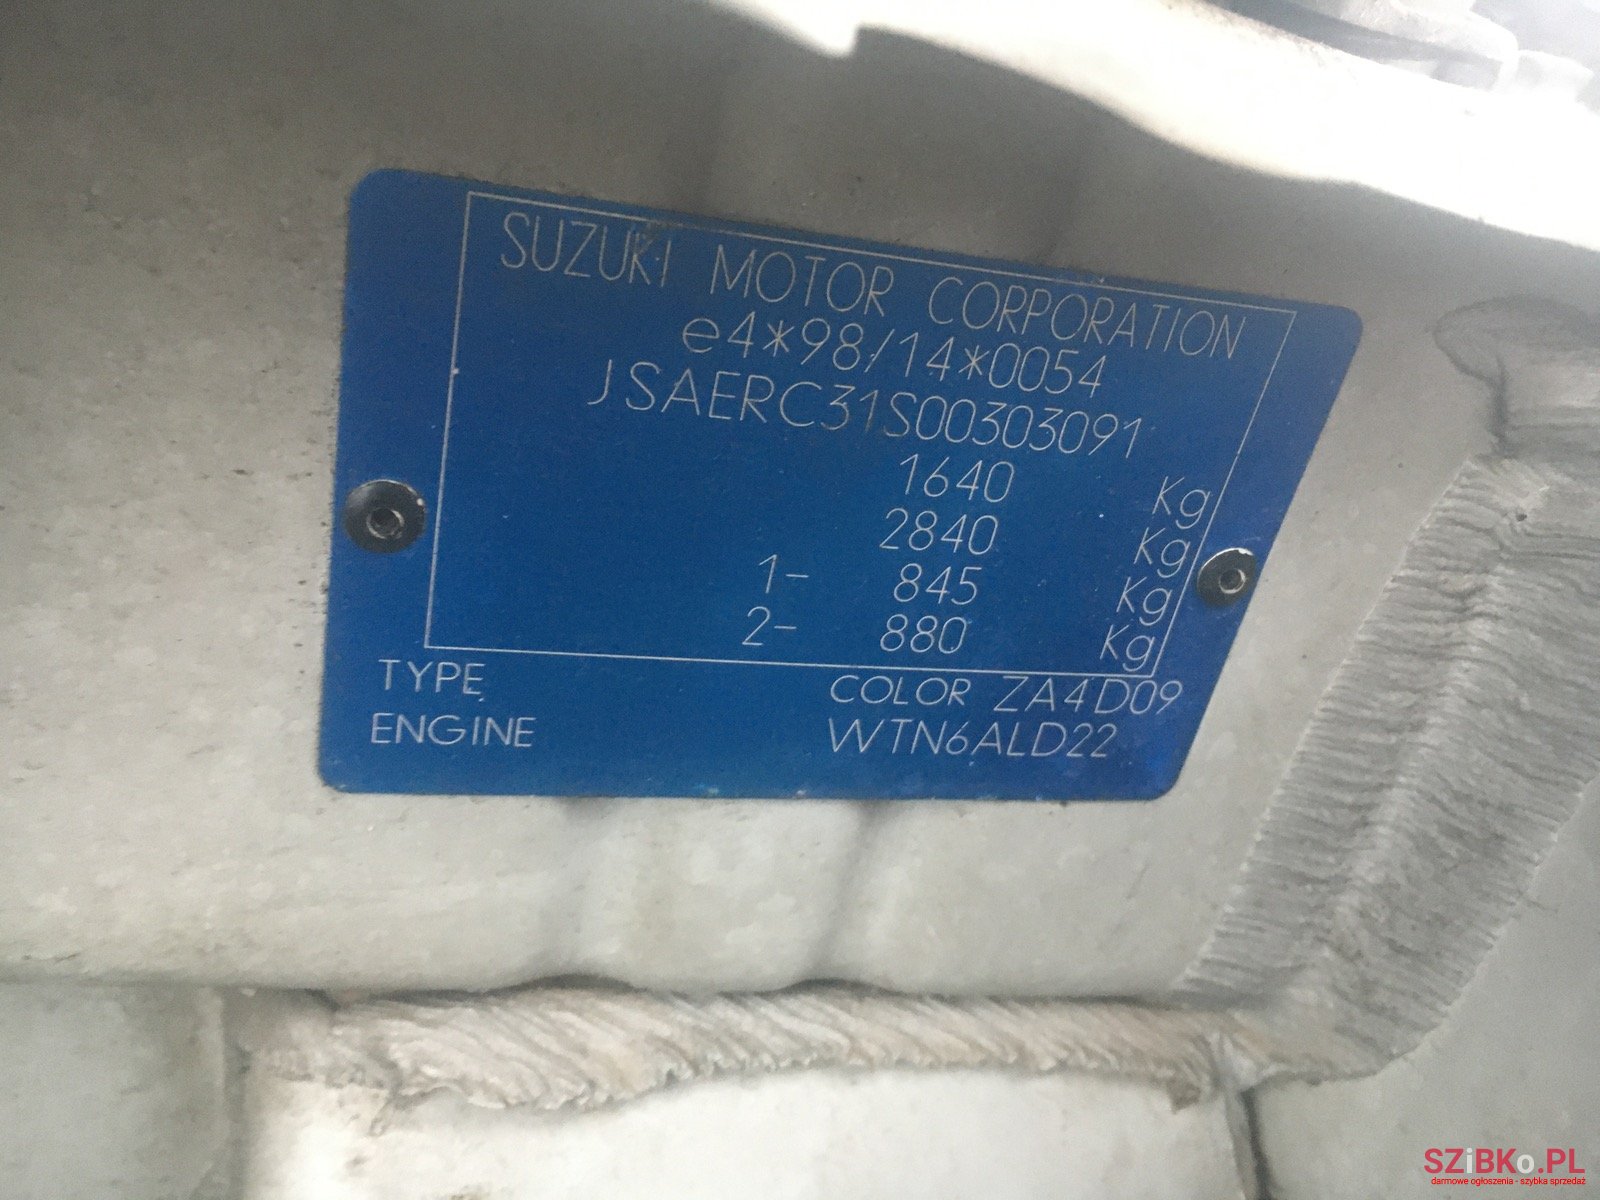 SUZUKI MOTOR CORPORATION
e4*98/14*0054
JSAERC31S00303091
1640 Kg
2840 Kg
1- 845 Kg
2- 880 Kg
TYPE COLOR ZA4D09
ENGINE WTN6ALD22
SZiBKo.PL
darmowe ogłoszenia - szybka sprzedaż